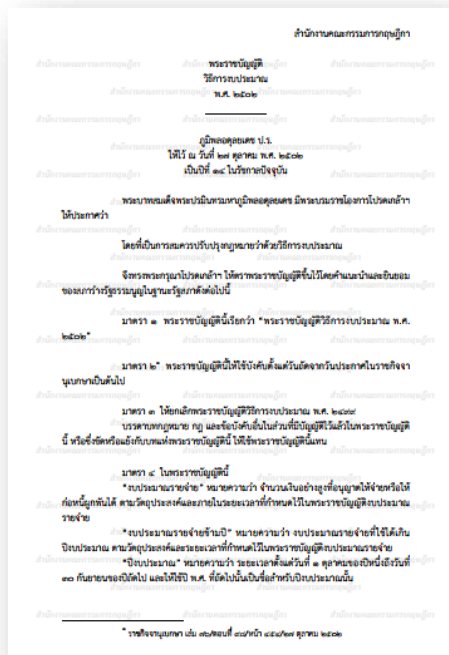 สำนักงานคณะกรรมการกฤษฎีกา
พระราชบัญญัติ
วิธีการงบประมาณ
พ.ศ. ๒๕๐๒
ภูมิพลอดุลยเดช ป.ร.
ให้ไว้ ณ วันที่ ๒๗ ตุลาคม พ.ศ. ๒๕๐๒
เป็นปีที่ ๑๔ ในรัชกาลปัจจุบัน
พระบาทสมเด็จพระปรมินทรมหาภูมิพลอดุลยเดช มีพระบรมราชโองการโปรดเกล้าฯ
ให้ประกาศว่า
โดยที่เป็นการสมควรปรับปรุงกฎหมายว่าด้วยวิธีการงบประมาณ
จึงทรงพระกรุณาโปรดเกล้าฯ ให้ตราพระราชบัญญัติขึ้นไว้โดยคำแนะนำและยินยอม
ของสภาร่างรัฐธรรมนูญในฐานะรัฐสภาดังต่อไปนี้
มาตรา ๑ พระราชบัญญัตินี้เรียกว่า “พระราชบัญญัติวิธีการงบประมาณ พ.ศ.
๒๕๐๒”
มาตรา ๒* พระราชบัญญัตินี้ให้ใช้บังคับตั้งแต่วันถัดจากวันประกาศในราชกิจจา
นุเบกษาเป็นต้นไป
มาตรา ๓ ให้ยกเลิกพระราชบัญญัติวิธีการงบประมาณ พ.ศ. ๒๔๙๙
บรรดาบทกฎหมาย กฎ และข้อบังคับอื่นในส่วนที่มีบัญญัติไว้แล้วในพระราชบัญญัติ
นี้ หรือซึ่งขัดหรือแย้งกับบทแห่งพระราชบัญญัตินี้ ให้ใช้พระราชบัญญัตินี้แทน
มาตรา ๔ ในพระราชบัญญัตินี้
“งบประมาณรายจ่าย” หมายความว่า จำนวนเงินอย่างสูงที่อนุญาตให้จ่ายหรือให้
ก่อหนี้ผูกพันได้ ตามวัตถุประสงค์และภายในระยะเวลาที่กำหนดไว้ในพระราชบัญญัติงบประมาณ
รายจ่าย
“งบประมาณรายจ่ายข้ามปี” หมายความว่า งบประมาณรายจ่ายที่ใช้ได้เกิน
ปีงบประมาณ ตามวัตถุประสงค์และระยะเวลาที่กำหนดไว้ในพระราชบัญญัติงบประมาณรายจ่าย
“ปีงบประมาณ” หมายความว่า ระยะเวลาตั้งแต่วันที่ ๑ ตุลาคมของปีหนึ่งถึงวันที่
๓๐ กันยายนของปีถัดไป และให้ใช้ปี พ.ศ. ที่ถัดไปนั้นเป็นชื่อสำหรับปีงบประมาณนั้น
* ราชกิจจานุเบกษา เล่ม ๗๖/ตอนที่ ๙๘/หน้า ๔๕๔/๒๗ ตุลาคม ๒๕๐๒